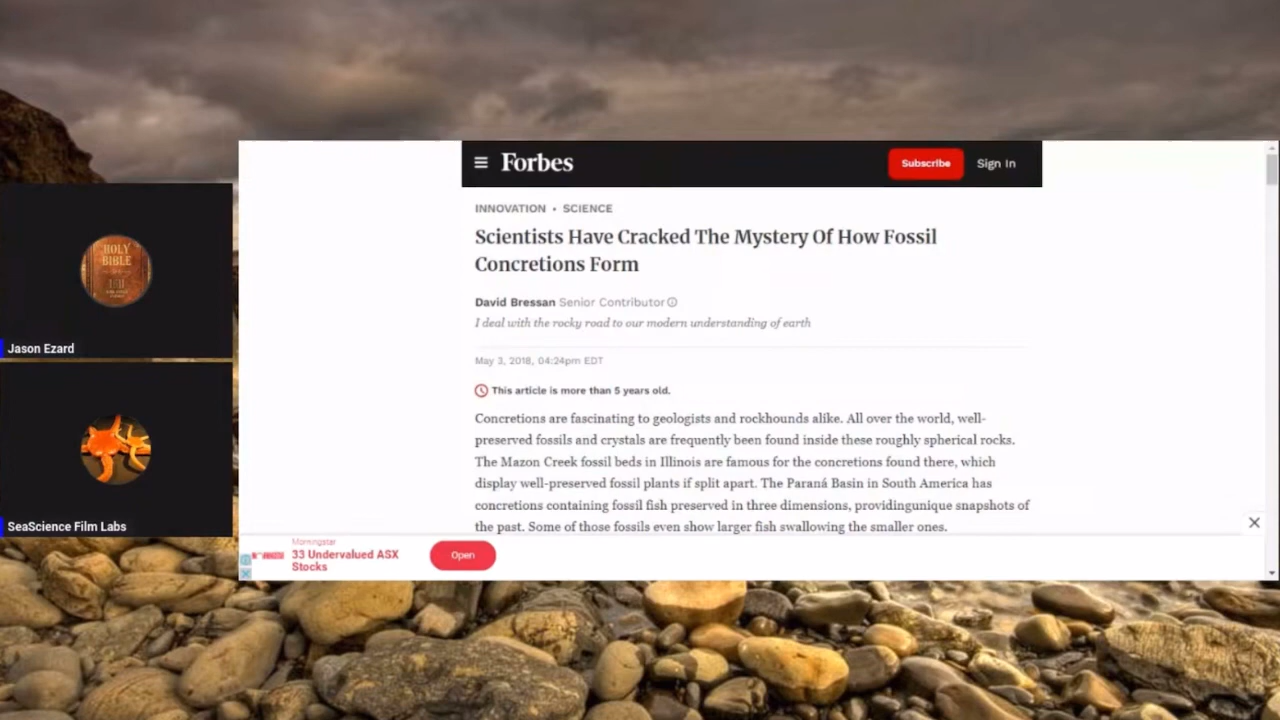 Forbes
Subscribe
Sign In
INNOVATION • SCIENCE
Scientists Have Cracked The Mystery Of How Fossil
Concretions Form
David Bressan Senior Contributor
I deal with the rocky road to our modern understanding of earth
May 3, 2018, 04:24pm EDT
This article is more than 5 years old.
Concretions are fascinating to geologists and rockhounds alike. All over the world, well-
preserved fossils and crystals are frequently been found inside these roughly spherical rocks.
The Mazon Creek fossil beds in Illinois are famous for the concretions found there, which
display well-preserved fossil plants if split apart. The Paraná Basin in South America has
concretions containing fossil fish preserved in three dimensions, providingunique snapshots of
the past. Some of those fossils even show larger fish swallowing the smaller ones.
Morningstar
33 Undervalued ASX
Stocks
Open
HOLY
BIBLE
Jason Ezard
SeaScience Film Labs